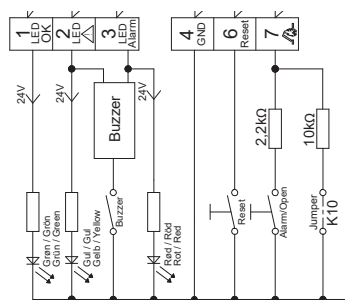 1
LED
OK
2
LED
3
LED
Alarm
4
GND
6
Reset
7
24V
24V
24V
Buzzer
2,2kΩ
10kΩ
Grøn / Grön
Grün / Green
Gul / Gul
Gelb / Yellow
Buzzer
Rød / Röd
Rot / Red
Reset
Alarm/Open
Jumper
K10